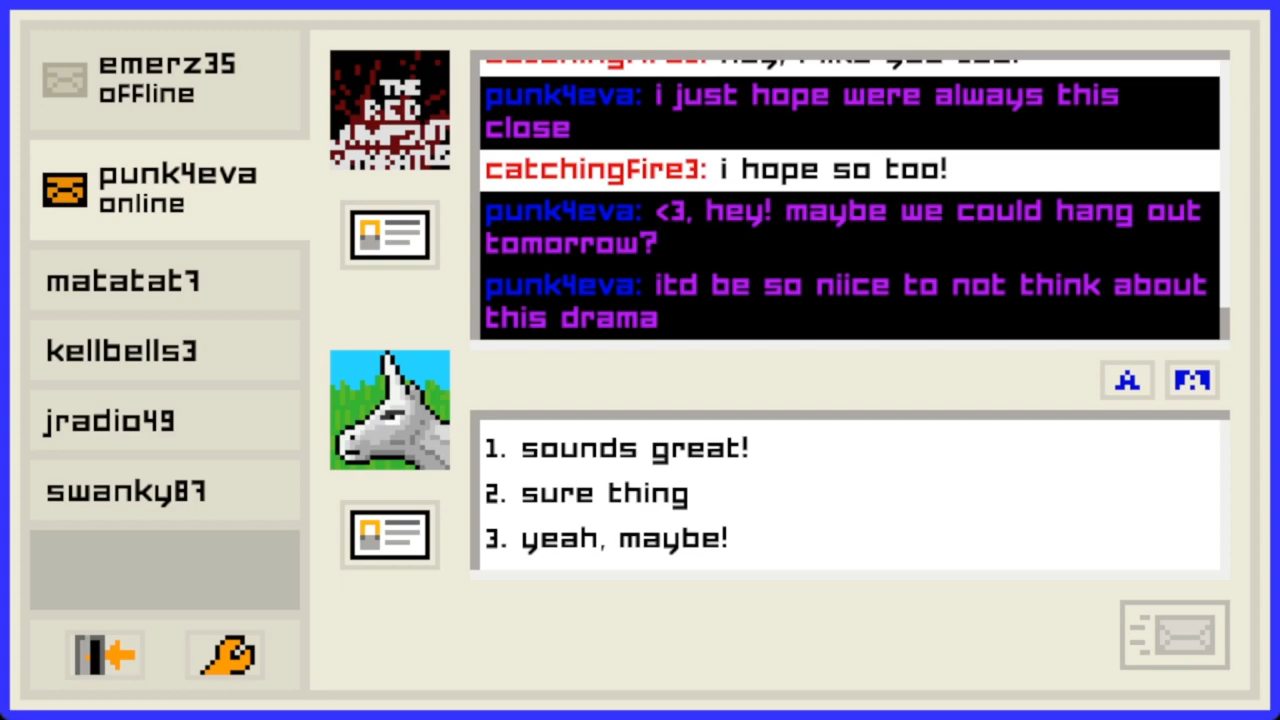 emerz35
offline
punk4eva
online
matatat7
kellbells3
jradio49
swanky87
THE
RED
punk4eva: i just hope were always this
close
catchingfire3: i hope so too!
punk4eva: <3, hey! maybe we could hang out
tomorrow?
punk4eva: itd be so niice to not think about
this drama
A A
1. sounds great!
2. sure thing
3. yeah, maybe!